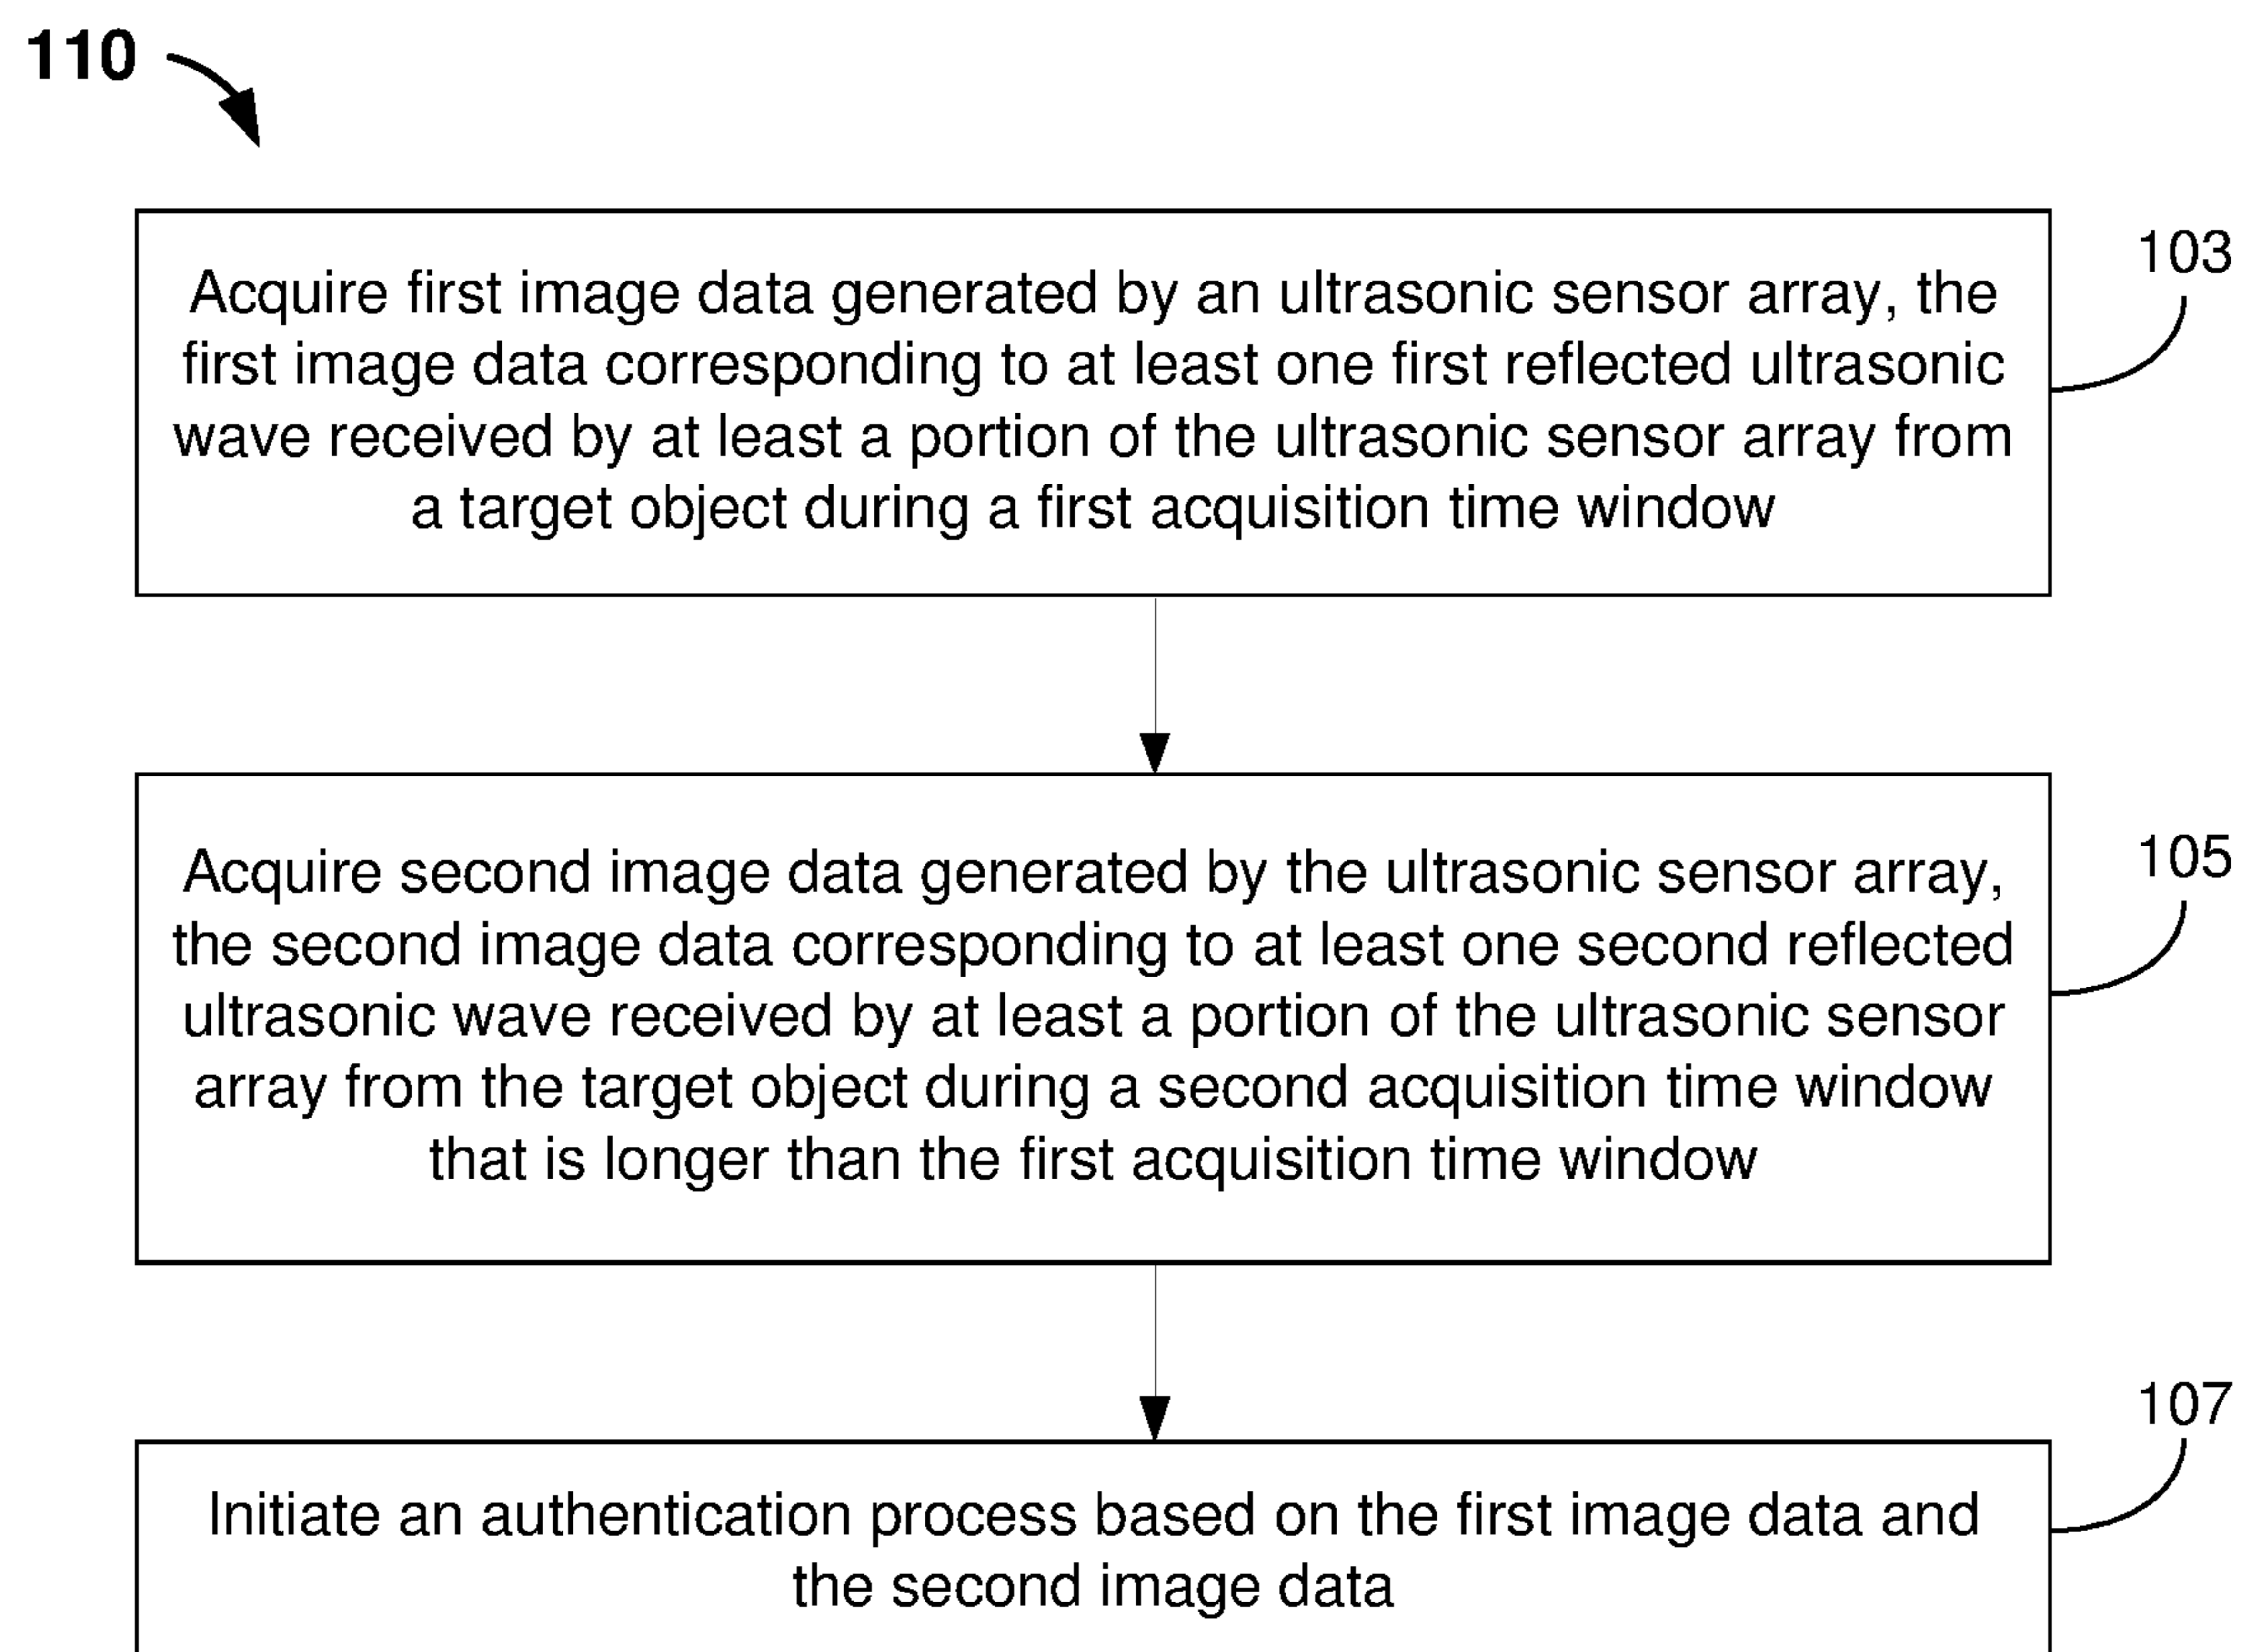 110
103
Acquire first image data generated by an ultrasonic sensor array, the
first image data corresponding to at least one first reflected ultrasonic
wave received by at least a portion of the ultrasonic sensor array from
a target object during a first acquisition time window
105
Acquire second image data generated by the ultrasonic sensor array,
the second image data corresponding to at least one second reflected
ultrasonic wave received by at least a portion of the ultrasonic sensor
array from the target object during a second acquisition time window
that is longer than the first acquisition time window
107
Initiate an authentication process based on the first image data and
the second image data